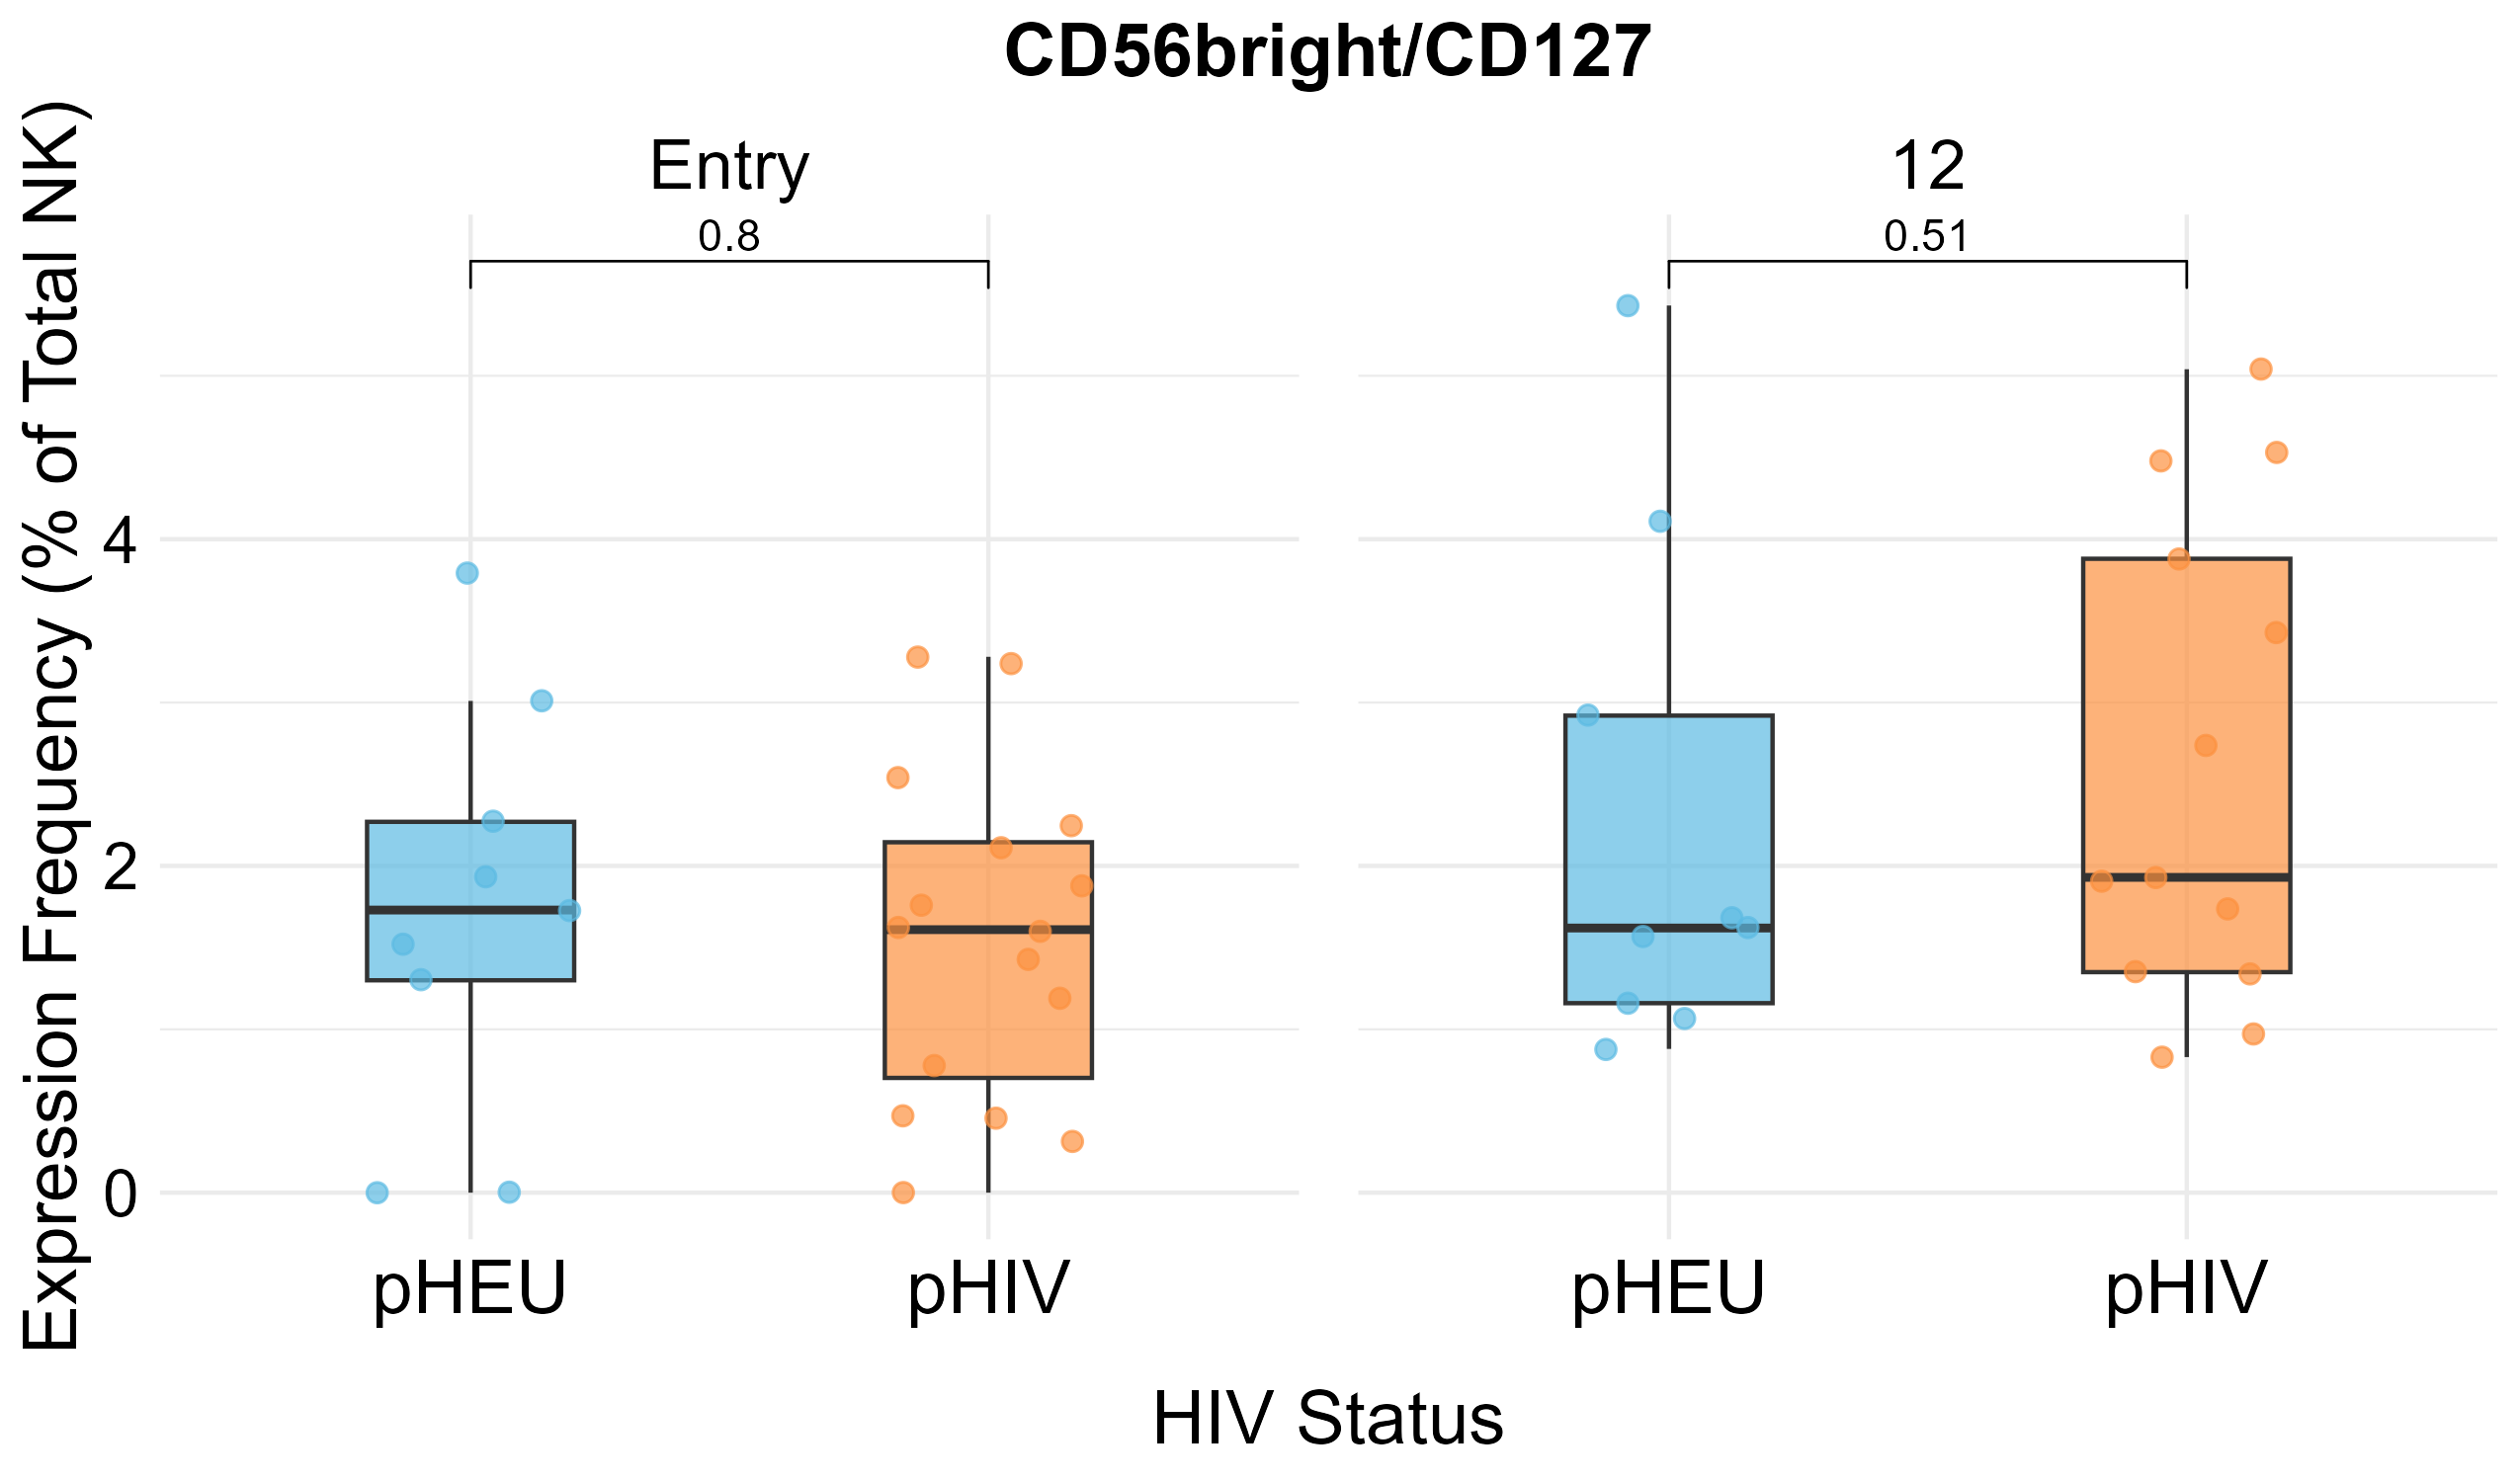 CD56bright/CD127
Entry
12
0.8
0.51
Expression Frequency (% of Total NK)
4
2
0
pHEU
pHIV
pHEU
pHIV
HIV Status